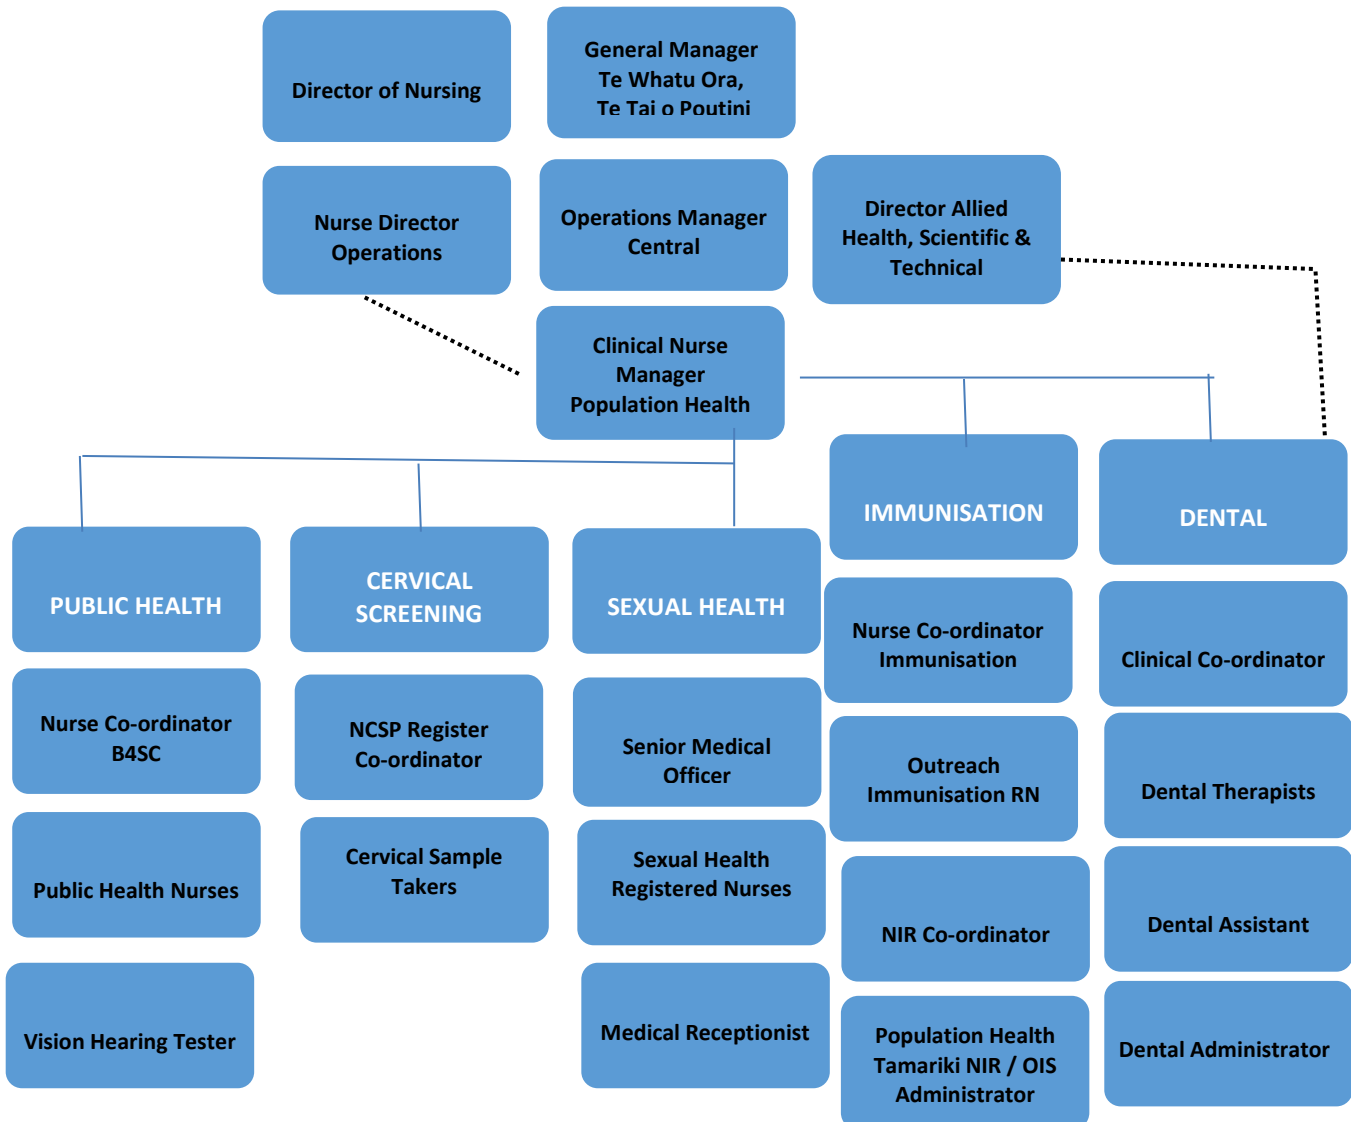 Director of Nursing
General Manager
Te Whatu Ora,
Te Tai o Poutini
Nurse Director
Operations
Operations Manager
Central
Director Allied
Health, Scientific &
Technical
Clinical Nurse
Manager
Population Health
PUBLIC HEALTH
Nurse Co-ordinator
B4SC
Public Health Nurses
Vision Hearing Tester
CERVICAL
SCREENING
NCSP Register
Co-ordinator
Cervical Sample
Takers
SEXUAL HEALTH
Senior Medical
Officer
Sexual Health
Registered Nurses
Medical Receptionist
IMMUNISATION
Nurse Co-ordinator
Immunisation
Outreach
Immunisation RN
NIR Co-ordinator
Population Health
Tamariki NIR / OIS
Administrator
DENTAL
Clinical Co-ordinator
Dental Therapists
Dental Assistant
Dental Administrator